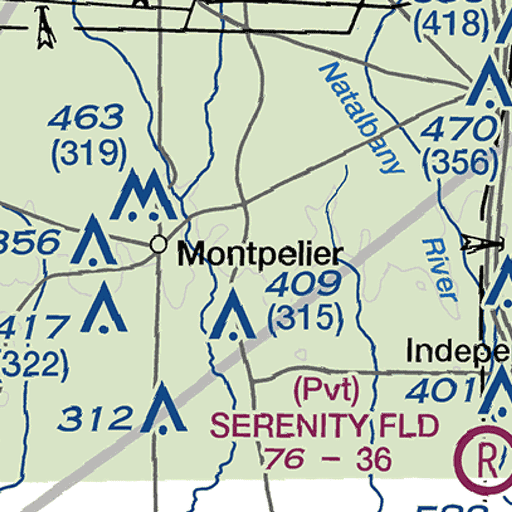 (418)
463
(319)
Natalbany
470
(356)
356
Montpelier
River
409
(315)
417
(322)
Indepe
(Pvt)
401
312
SERENITY FLD
76 - 36
R